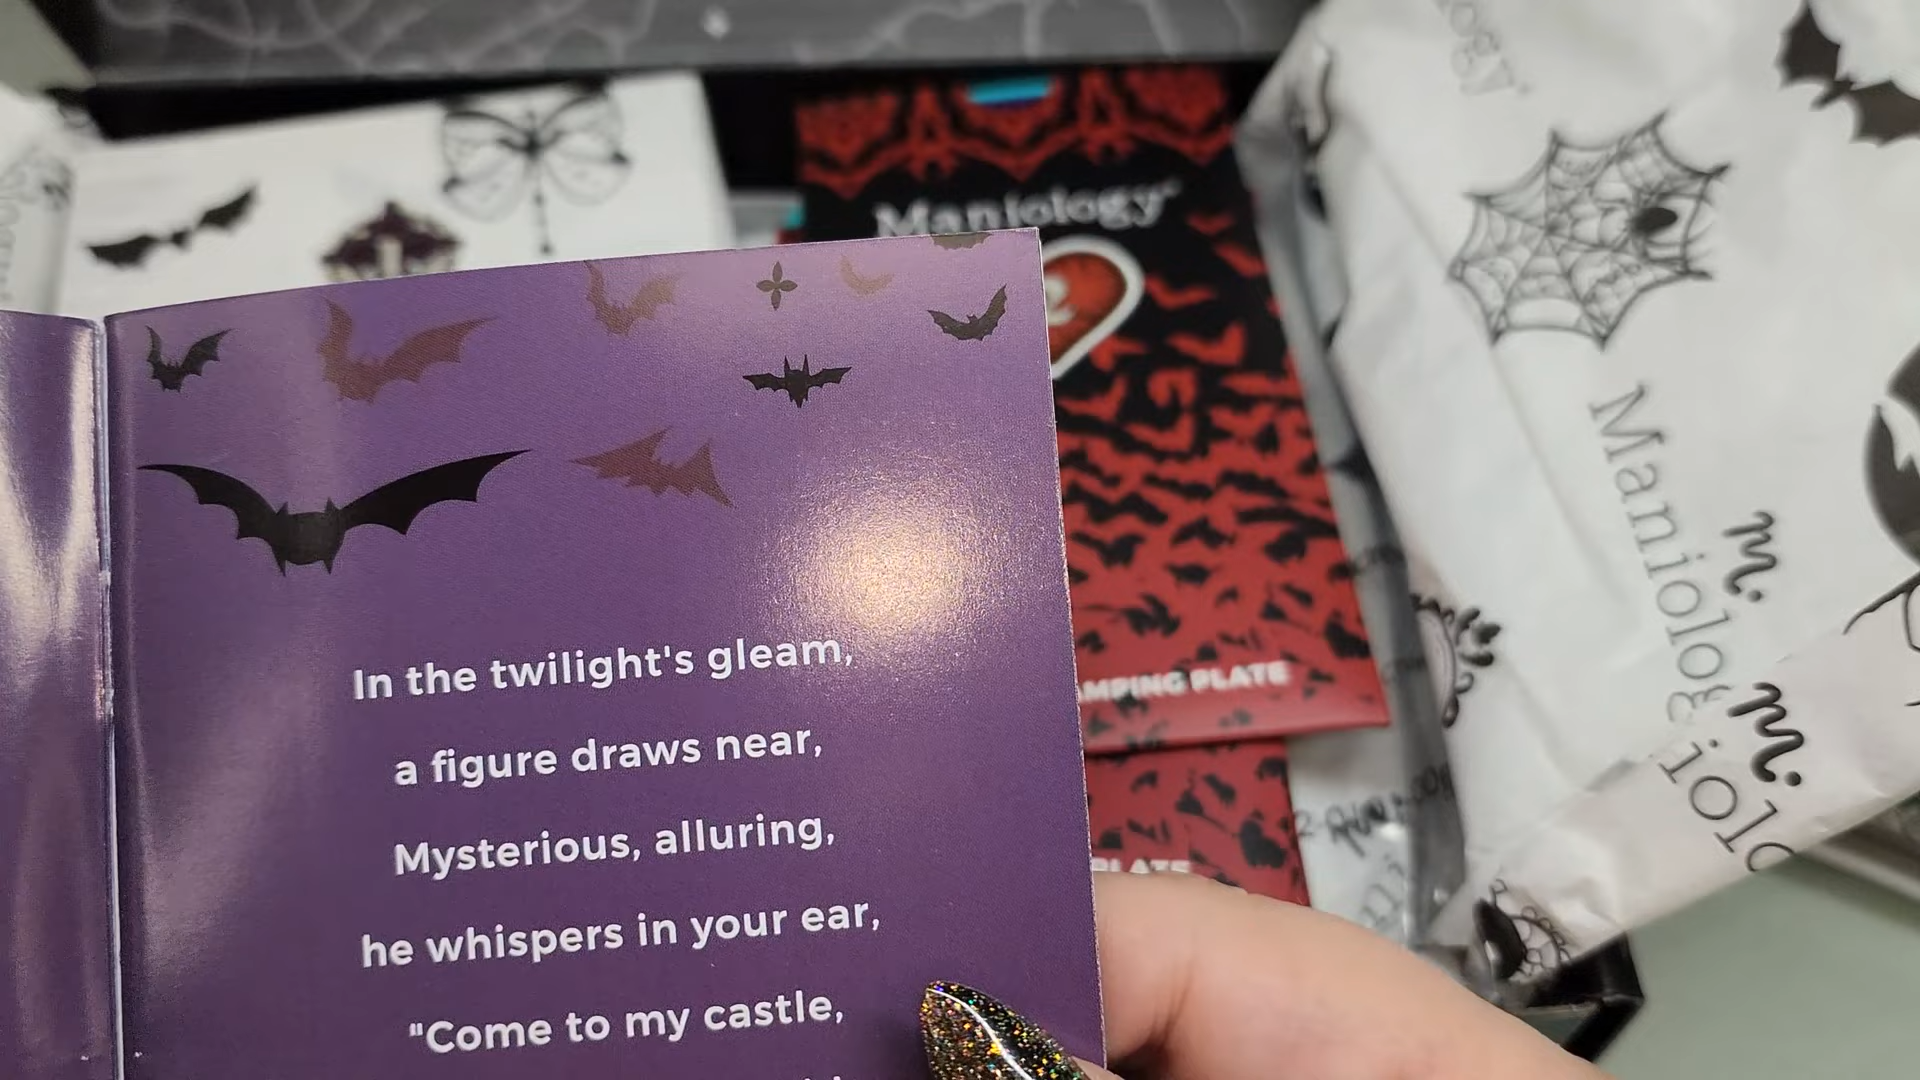 Maniology
In the twilight's gleam,
a figure draws near,
Mysterious, alluring,
he whispers in your ear,
"Come to my castle,
PLATE
PLATE
Maniology
m.
m.